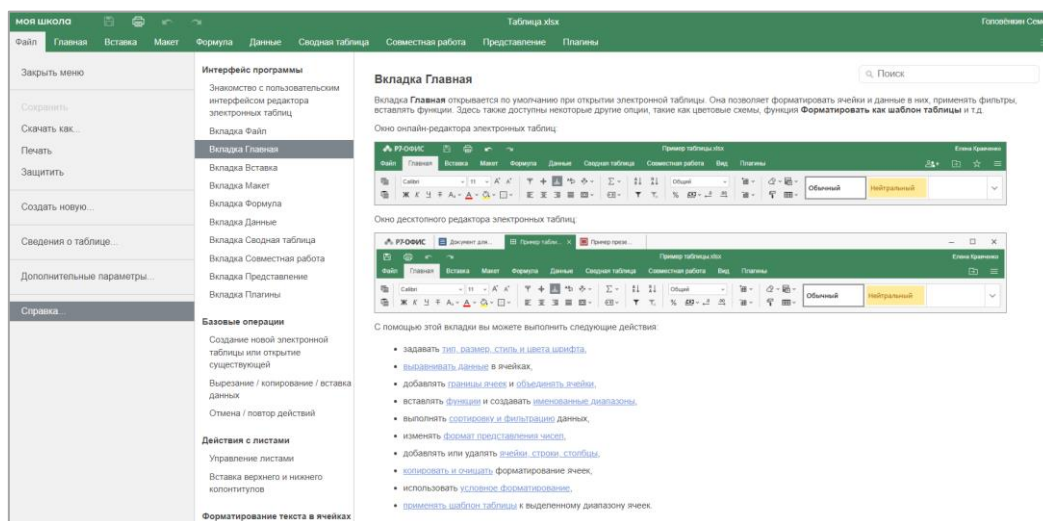 моя школа
Таблица.xlsx
Головёнкин Сем
Файл Главная Вставка Макет Формула Данные Сводная таблица Совместная работа Представление Плагины
Закрыть меню
Сохранить
Скачать как...
Печать
Защитить
Создать новую...
Сведения о таблице...
Дополнительные параметры...
Справка...
Интерфейс программы
Знакомство с пользовательским
интерфейсом редактора
электронных таблиц
Вкладка Файл
Вкладка Главная
Вкладка Вставка
Вкладка Макет
Вкладка Формула
Вкладка Данные
Вкладка Сводная таблица
Вкладка Совместная работа
Вкладка Представление
Вкладка Плагины
Базовые операции
Создание новой электронной
таблицы или открытие
существующей
Вырезание / копирование / вставка
данных
Отмена / повтор действий
Действия с листами
Управление листами
Вставка верхнего и нижнего
колонтитулов
Форматирование текста в ячейках
Поиск
Вкладка Главная
Вкладка Главная открывается по умолчанию при открытии электронной таблицы. Она позволяет форматировать ячейки и данные в них, применять фильтры,
вставлять функции. Здесь также доступны некоторые другие опции, такие как цветовые схемы, функция Форматировать как шаблон таблицы и т.д.
Окно онлайн-редактора электронных таблиц:
Р7-ОФИС Пример таблицы.xlsx Елена Кравченко
Файл Главная Вставка Макет Формула Данные Сводная таблица Совместная работа Вид Плагины
Calibri 11 Общий
Ж К Ч
Обычный Нейтральный
Окно десктопного редактора электронных таблиц:
Р7-ОФИС Документ для... Пример табли... Пример презе...
Пример таблицы.xlsx Елена Кравченко
Файл Главная Вставка Макет Формула Данные Сводная таблица Совместная работа Вид Плагины
Calibri 11 Общий
Ж К Ч
Обычный Нейтральный
С помощью этой вкладки вы можете выполнить следующие действия:
• задавать тип, размер, стиль и цвета шрифта,
• выравнивать данные в ячейках,
• добавлять границы ячеек и объединять ячейки,
• вставлять функции и создавать именованные диапазоны,
• выполнять сортировку и фильтрацию данных,
• изменять формат представления чисел,
• добавлять или удалять ячейки, строки, столбцы,
• копировать и очищать форматирование ячеек,
• использовать условное форматирование,
• применять шаблон таблицы к выделенному диапазону ячеек.